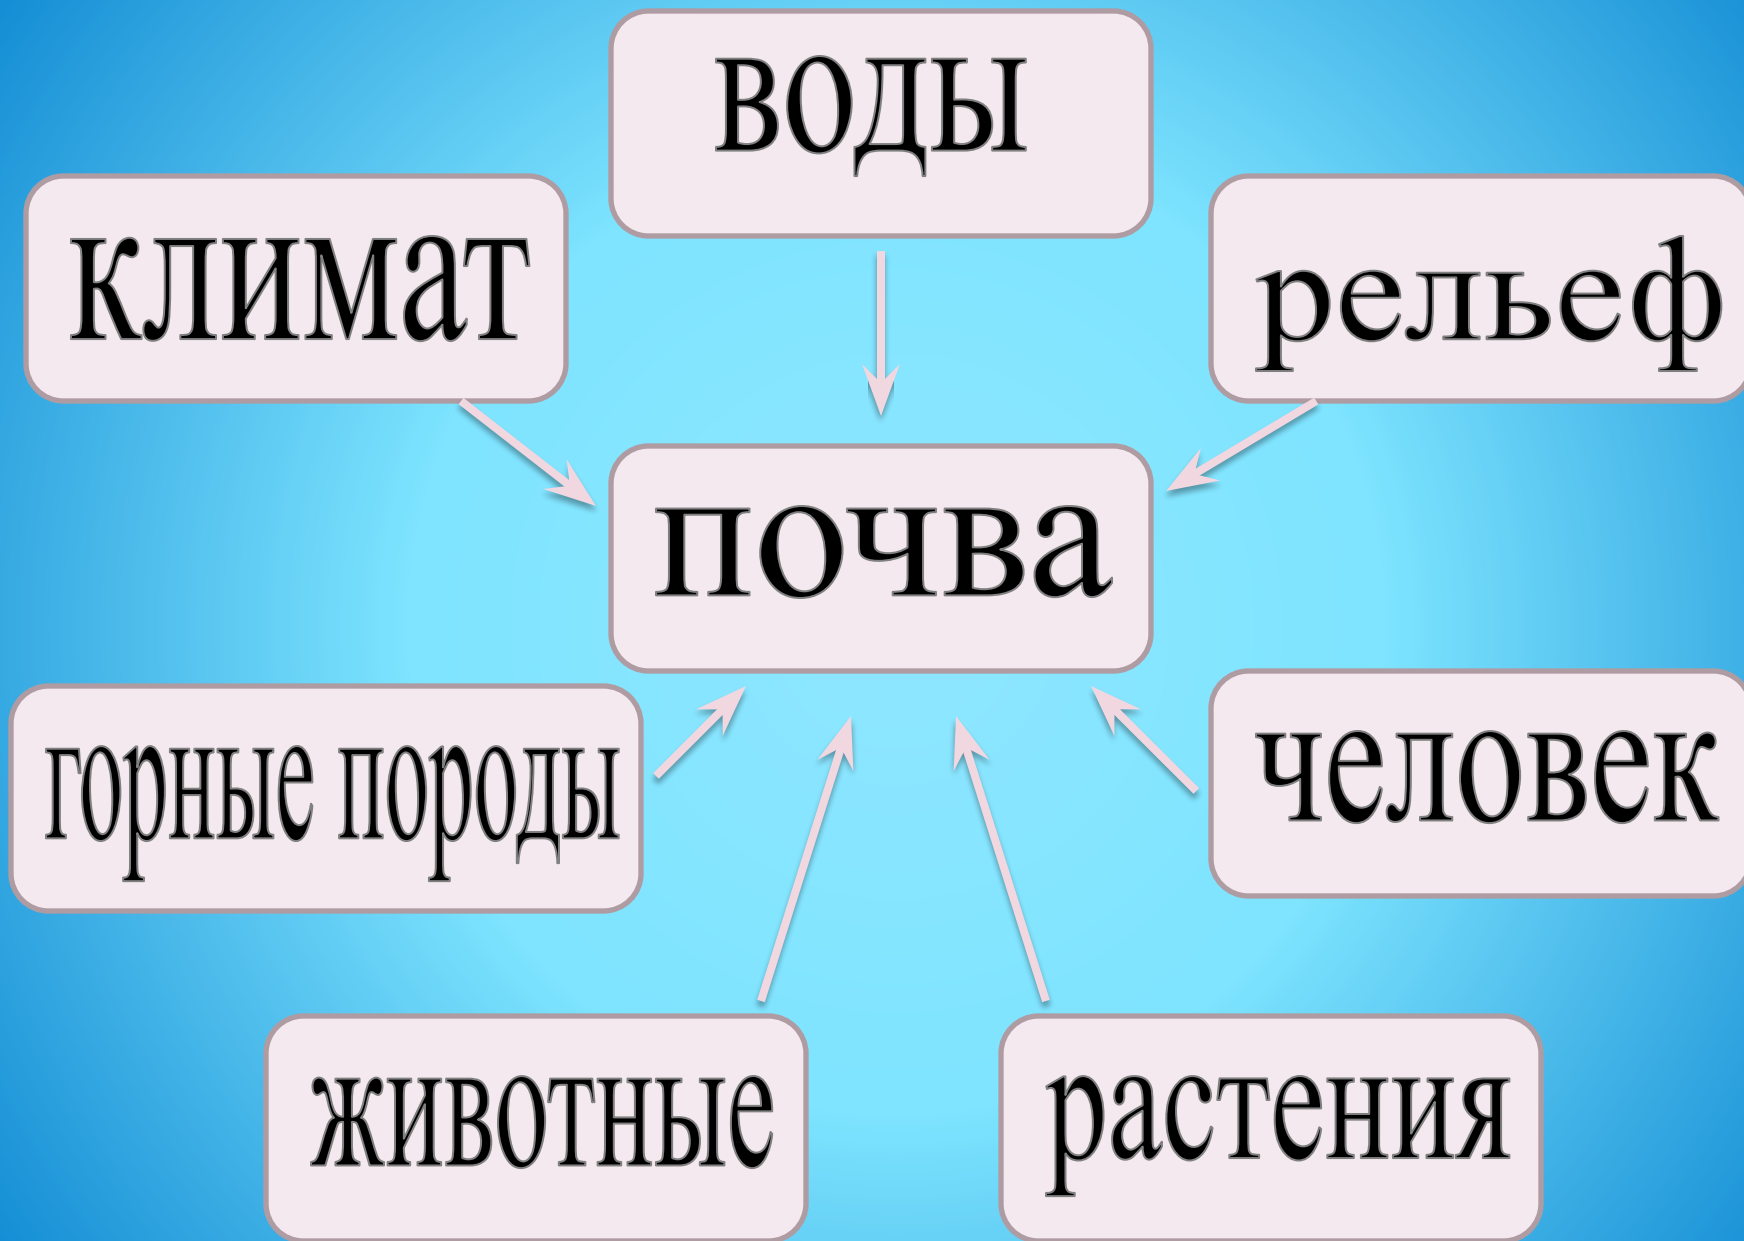 воды
климат
рельеф
почва
горные породы
человек
животные
растения